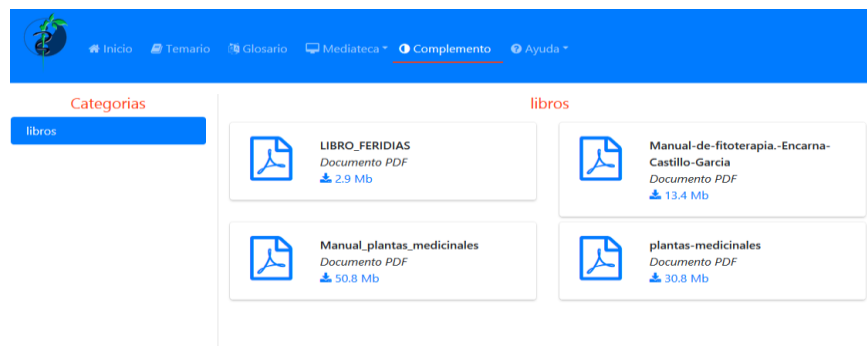 Inicio Temario Glosario Mediateca Complemento Ayuda
Categorias
libros
libros
LIBRO_FERIDIAS
Documento PDF
2.9 Mb
Manual-de-fitoterapia.-Encarna-
Castillo-Garcia
Documento PDF
13.4 Mb
Manual_plantas_medicinales
Documento PDF
50.8 Mb
plantas-medicinales
Documento PDF
30.8 Mb